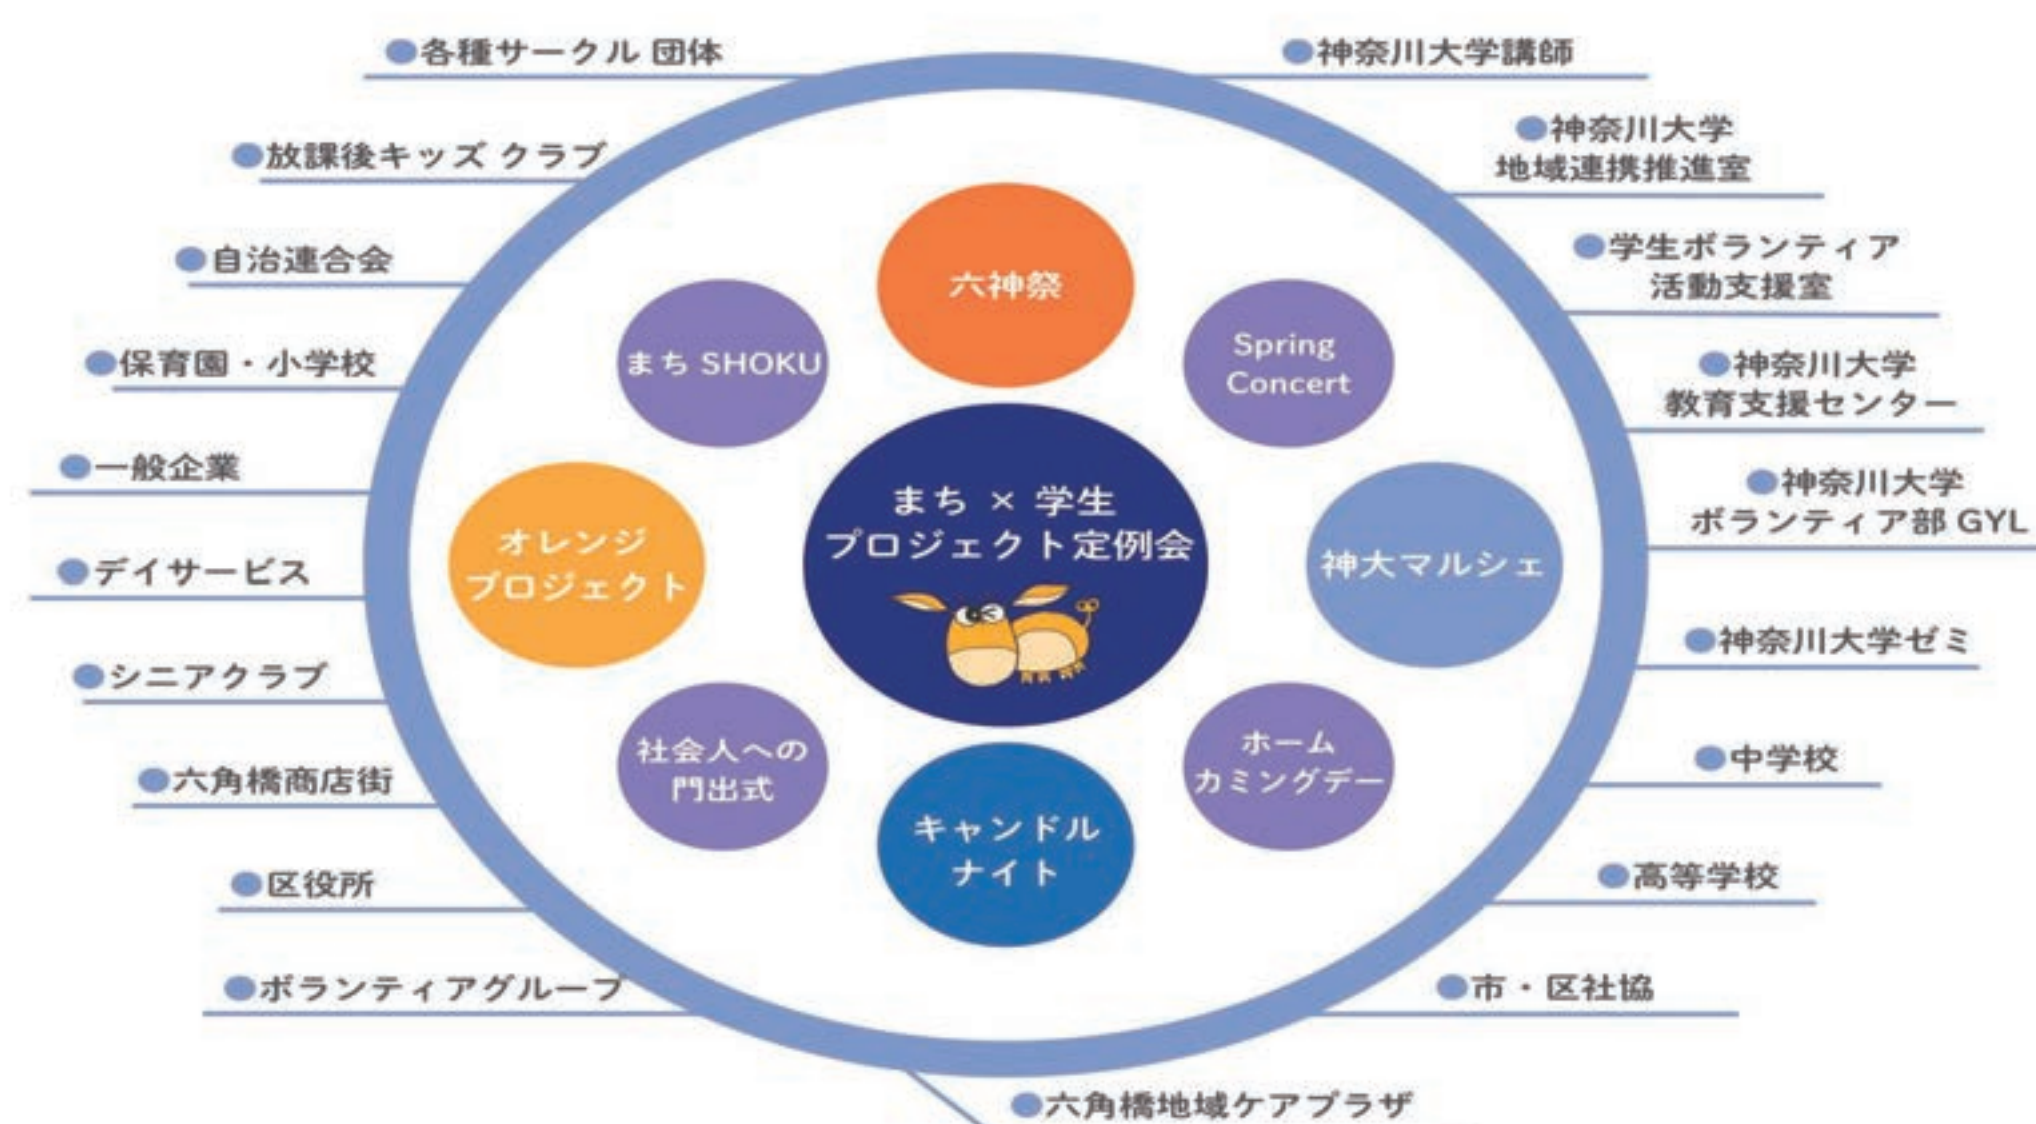 ●各種サークル 団体
●放課後キッズ クラブ
●自治連合会
●保育園・小学校
●一般企業
●デイサービス
●シニアクラブ
●六角橋商店街
●区役所
●ボランティアグループ
六神祭
まち SHOKU
Spring
Concert
オレンジ
プロジェクト
まち × 学生
プロジェクト定例会
神大マルシェ
社会人への
門出式
キャンドル
ナイト
ホーム
カミングデー
●神奈川大学講師
●神奈川大学
地域連携推進室
●学生ボランティア
活動支援室
●神奈川大学
教育支援センター
●神奈川大学
ボランティア部 GYL
●神奈川大学ゼミ
●中学校
●高等学校
●市・区社協
●六角橋地域ケアプラザ